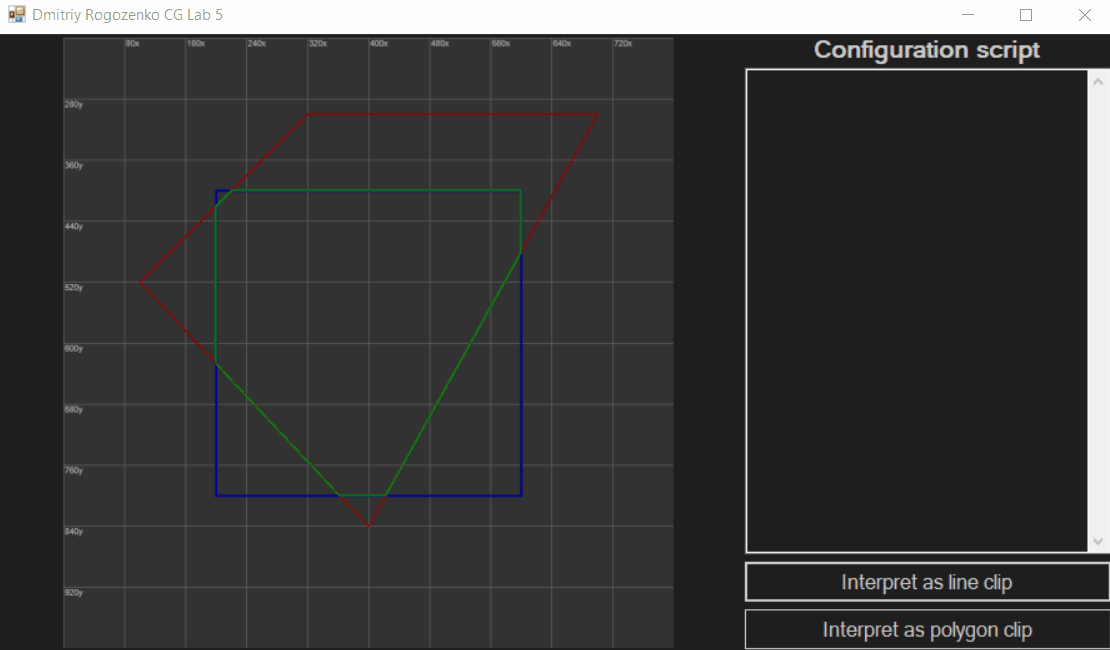 Dmitriy Rogozenko CG Lab 5
80x 160x 240x 320x 400x 480x 560x 640x 720x
Configuration script
280y
360y
440y
520y
600y
680y
760y
840y
920y
Interpret as line clip
Interpret as polygon clip